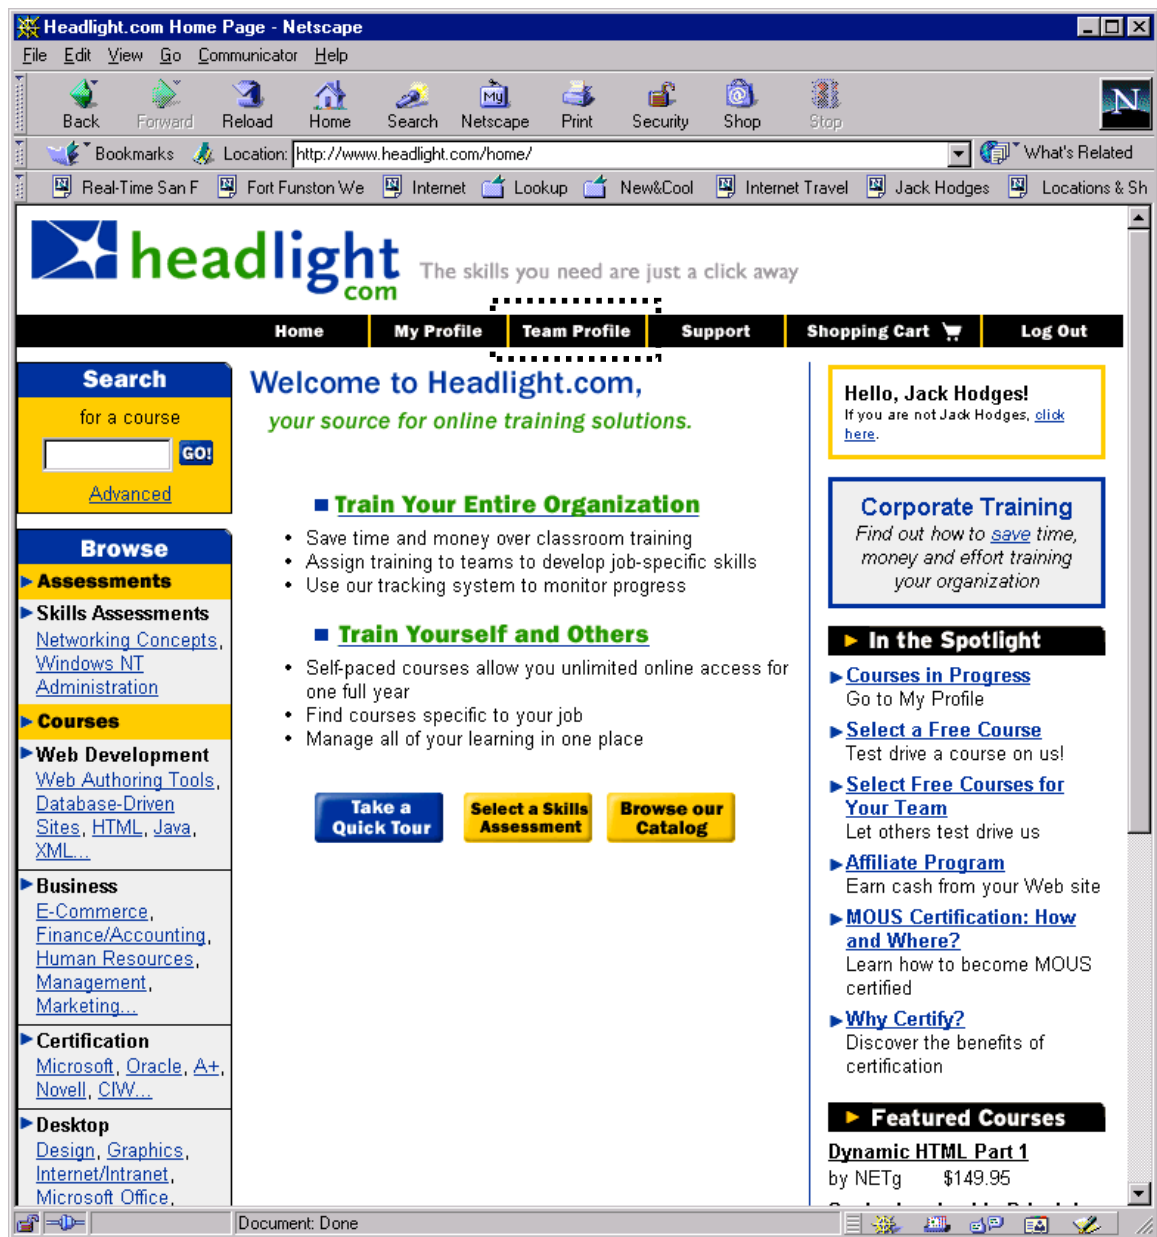 Headlight.com Home Page - Netscape
File Edit View Go Communicator Help
Back Forward Reload Home Search Netscape Print Security Shop Stop
My
N
Bookmarks Location: http://www.headlight.com/home/ What's Related
Real-Time San F Fort Funston We Internet Lookup New&Cool Internet Travel Jack Hodges Locations & Sh
headlight
com
The skills you need are just a click away
Home My Profile Team Profile Support Shopping Cart Log Out
Search
for a course
GO!
Advanced
Browse
Assessments
Skills Assessments
Networking Concepts,
Windows NT
Administration
Courses
Web Development
Web Authoring Tools,
Database-Driven
Sites, HTML, Java,
XML...
Business
E-Commerce,
Finance/Accounting,
Human Resources,
Management,
Marketing...
Certification
Microsoft, Oracle, A+,
Novell, CIW...
Desktop
Design, Graphics,
Internet/Intranet,
Microsoft Office,
Welcome to Headlight.com,
your source for online training solutions.
Train Your Entire Organization
• Save time and money over classroom training
• Assign training to teams to develop job-specific skills
• Use our tracking system to monitor progress
Train Yourself and Others
• Self-paced courses allow you unlimited online access for
one full year
• Find courses specific to your job
• Manage all of your learning in one place
Take a
Quick Tour
Select a Skills
Assessment
Browse our
Catalog
Hello, Jack Hodges!
If you are not Jack Hodges, click
here.
Corporate Training
Find out how to save time,
money and effort training
your organization
In the Spotlight
Courses in Progress
Go to My Profile
Select a Free Course
Test drive a course on us!
Select Free Courses for
Your Team
Let others test drive us
Affiliate Program
Earn cash from your Web site
MOUS Certification: How
and Where?
Learn how to become MOUS
certified
Why Certify?
Discover the benefits of
certification
Featured Courses
Dynamic HTML Part 1
by NETg $149.95
Document: Done